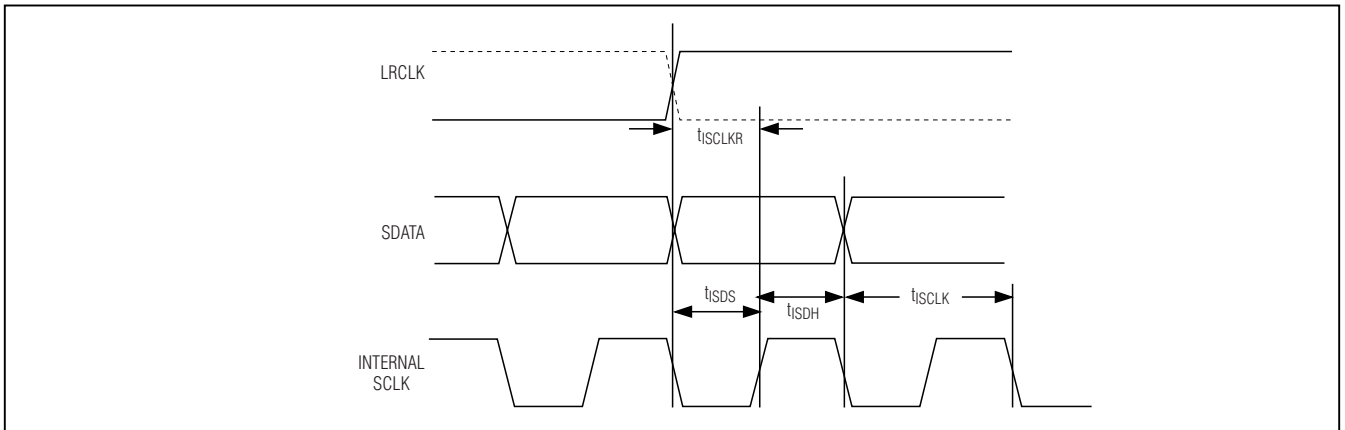 LRCLK
tISCLKR
SDATA
tISDS
tISDH
tISCLK
INTERNAL
SCLK